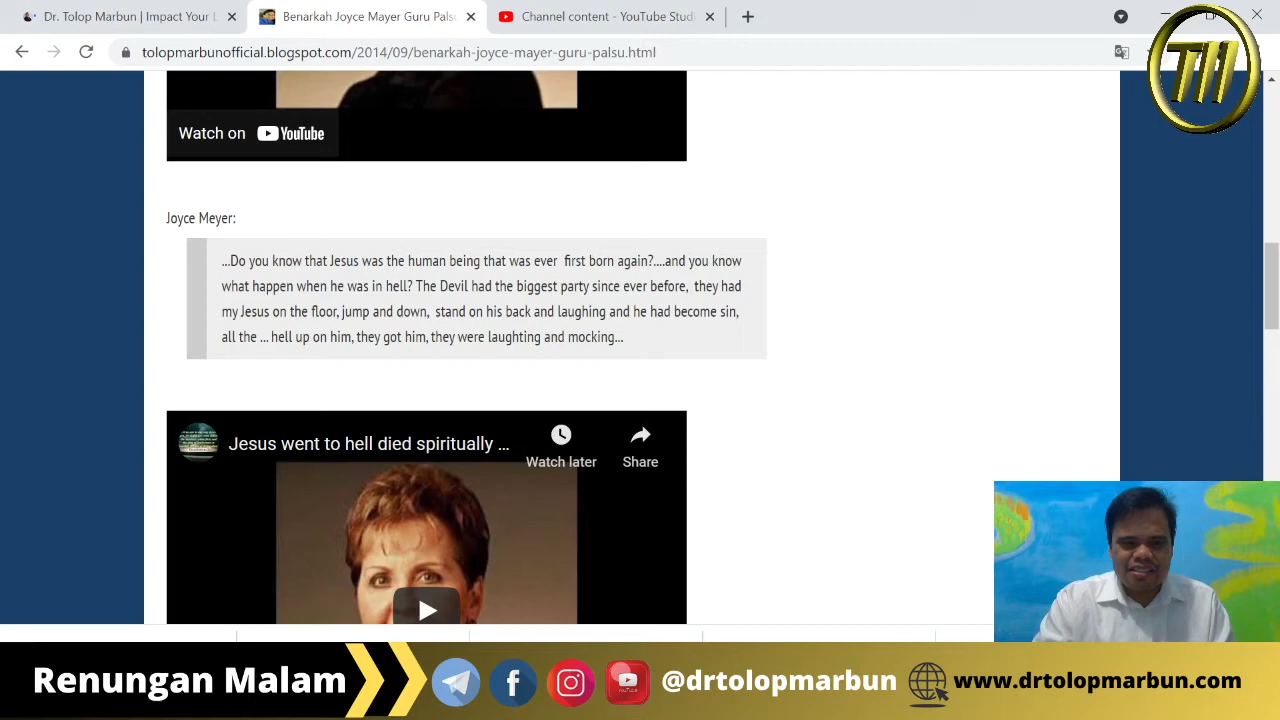 Dr. Tolop Marbun | Impact Your L
Benarkah Joyce Mayer Guru Palsu
Channel content - YouTube Studi
tolopmarbunofficial.blogspot.com/2014/09/benarkah-joyce-mayer-guru-palsu.html
TM
Watch on YouTube
Joyce Meyer:
...Do you know that Jesus was the human being that was ever first born again?....and you know
what happen when he was in hell? The Devil had the biggest party since ever before, they had
my Jesus on the floor, jump and down, stand on his back and laughing and he had become sin,
all the ... hell up on him, they got him, they were laughting and mocking...
Jesus went to hell died spiritually ...
Watch later
Share
Renungan Malam
@drtolopmarbun
www.drtolopmarbun.com